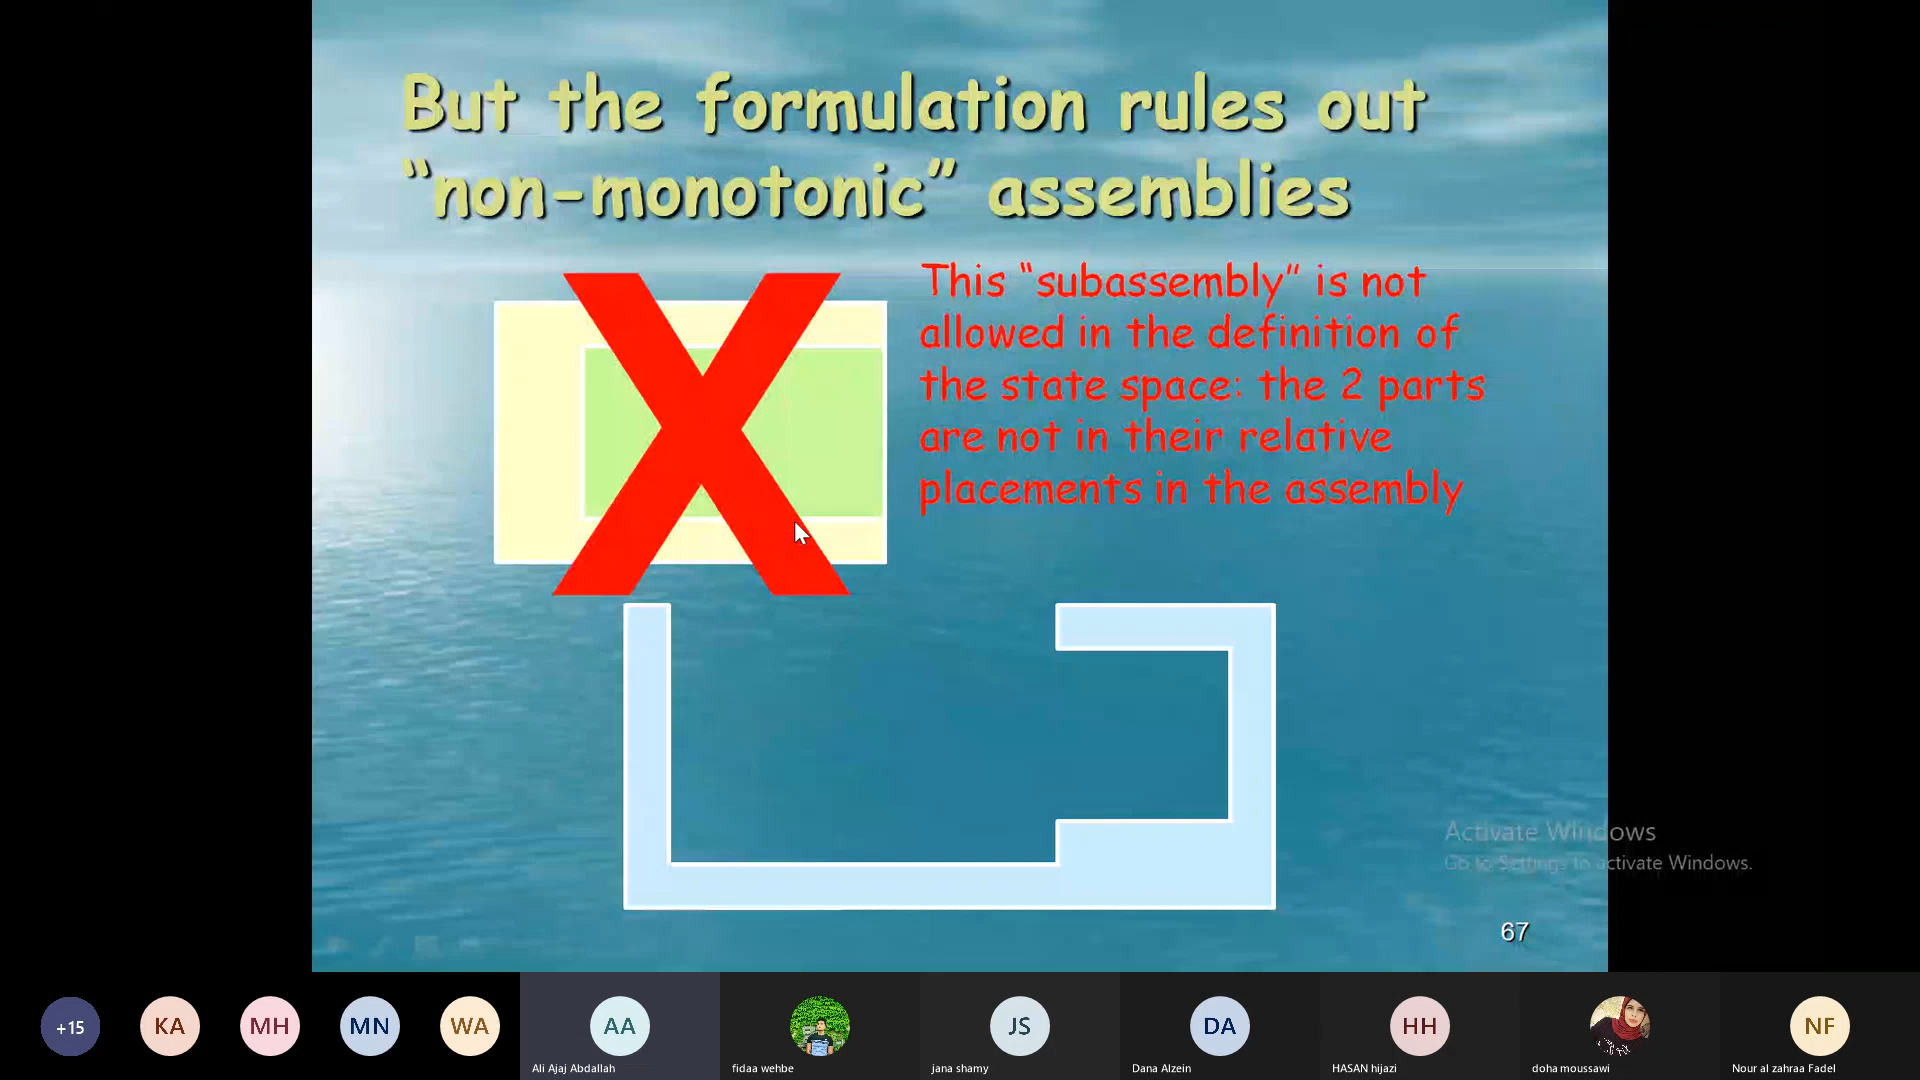 But the formulation rules out
“non-monotonic” assemblies
This “subassembly” is not
allowed in the definition of
the state space: the 2 parts
are not in their relative
placements in the assembly
X
Activate Windows
Go to Settings to activate Windows.
67
+15
KA
MH
MN
WA
AA
JS
DA
HH
NF
Ali Ajaj Abdallah
fidaa wehbe
jana shamy
Dana Alzein
HASAN hijazi
doha moussawi
Nour al zahraa Fadel